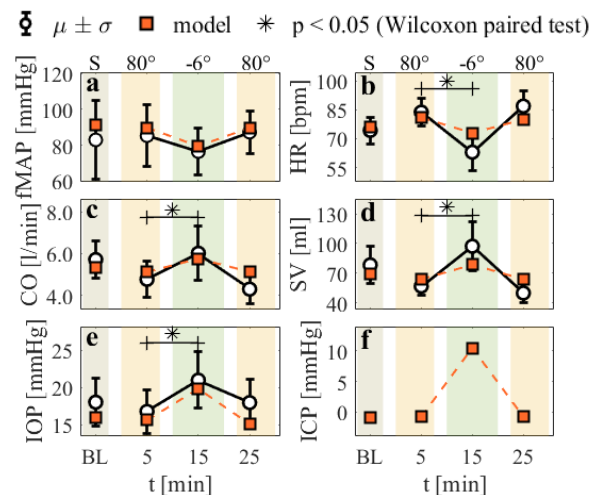 μ ± σ model p < 0.05 (Wilcoxon paired test)
S 80° -6° 80° S 80° -6° 80°
a
fMAP [mmHg]
120
100
80
60
b
HR [bpm]
100
85
70
55
c
CO [l/min]
8.0
6.0
4.0
d
SV [ml]
130
100
70
40
e
IOP [mmHg]
25
20
15
f
ICP [mmHg]
10
5
0
BL 5 15 25
t [min]
BL 5 15 25
t [min]